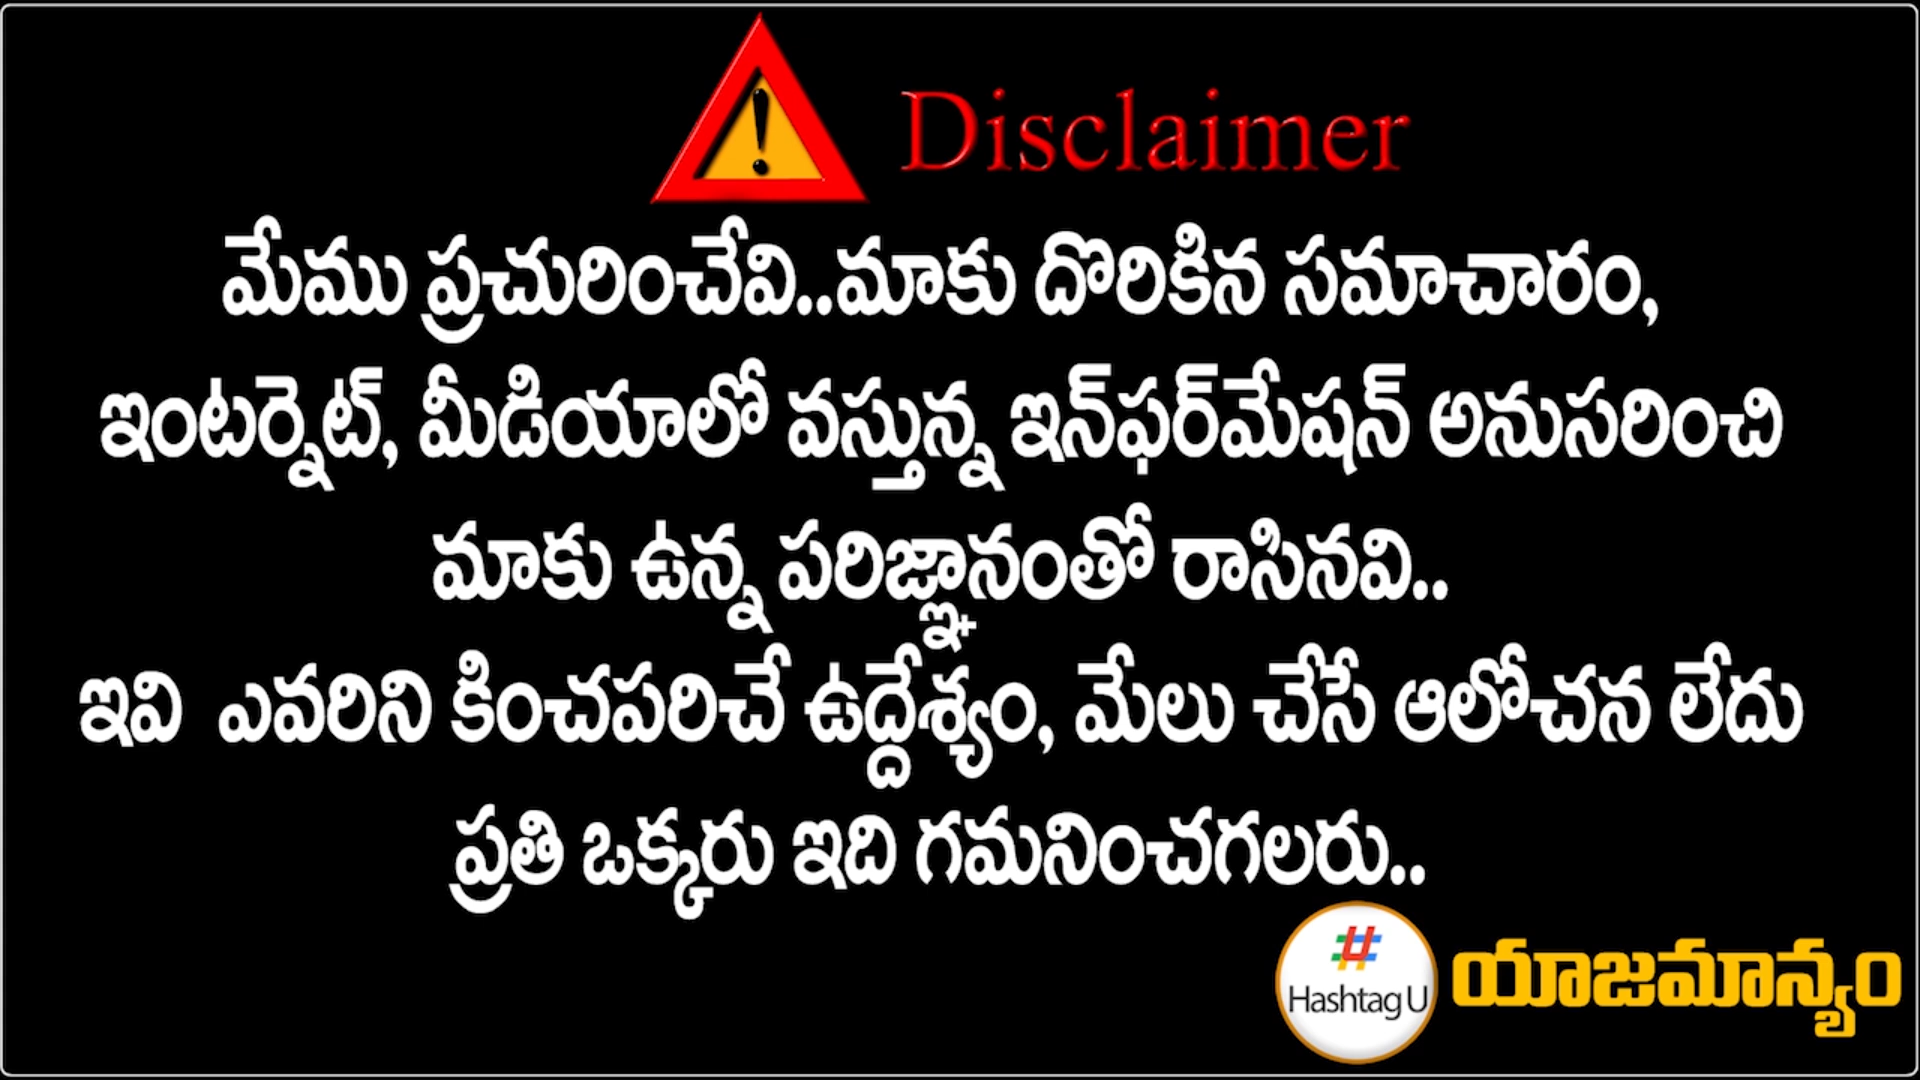 Disclaimer
మేము ప్రచురించేవి..మాకు దొరికిన సమాచారం,
ఇంటర్నెట్, మీడియాలో వస్తున్న ఇన్‌ఫర్‌మేషన్ అనుసరించి
మాకు ఉన్న పరిజ్ఞానంతో రాసినవి..
ఇవి ఎవరిని కించపరిచే ఉద్దేశ్యం, మేలు చేసే ఆలోచన లేదు
ప్రతి ఒక్కరు ఇది గమనించగలరు..
Hashtag U
యాజమాన్యం